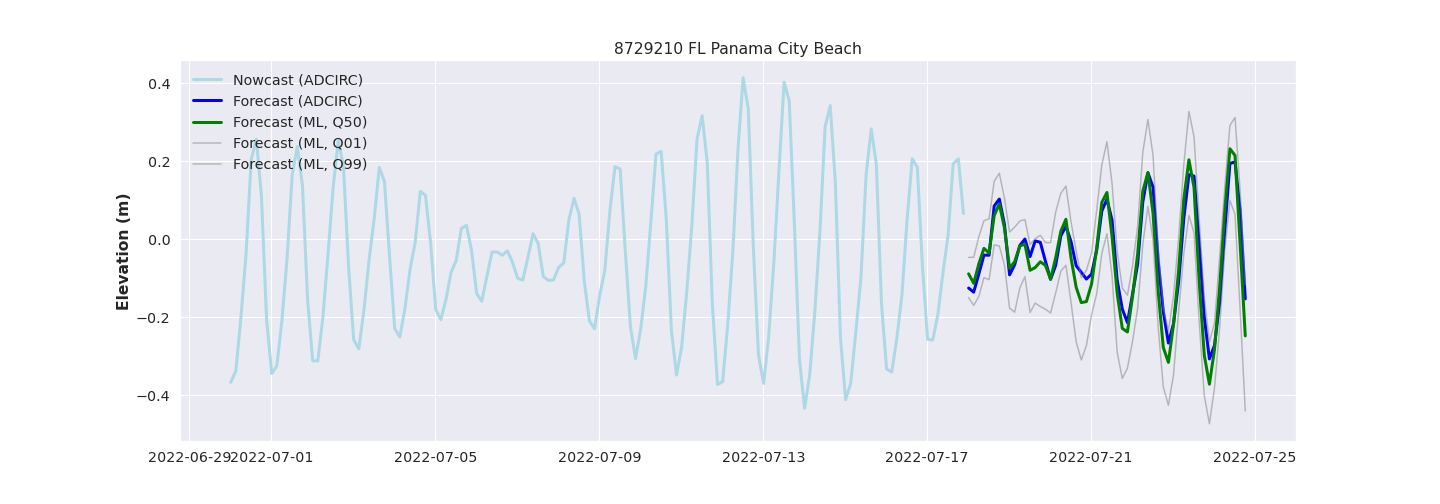 8729210 FL Panama City Beach
Elevation (m)
0.4
0.2
0.0
−0.2
−0.4
Nowcast (ADCIRC)
Forecast (ADCIRC)
Forecast (ML, Q50)
Forecast (ML, Q01)
Forecast (ML, Q99)
2022-06-29 2022-07-01 2022-07-05 2022-07-09 2022-07-13 2022-07-17 2022-07-21 2022-07-25